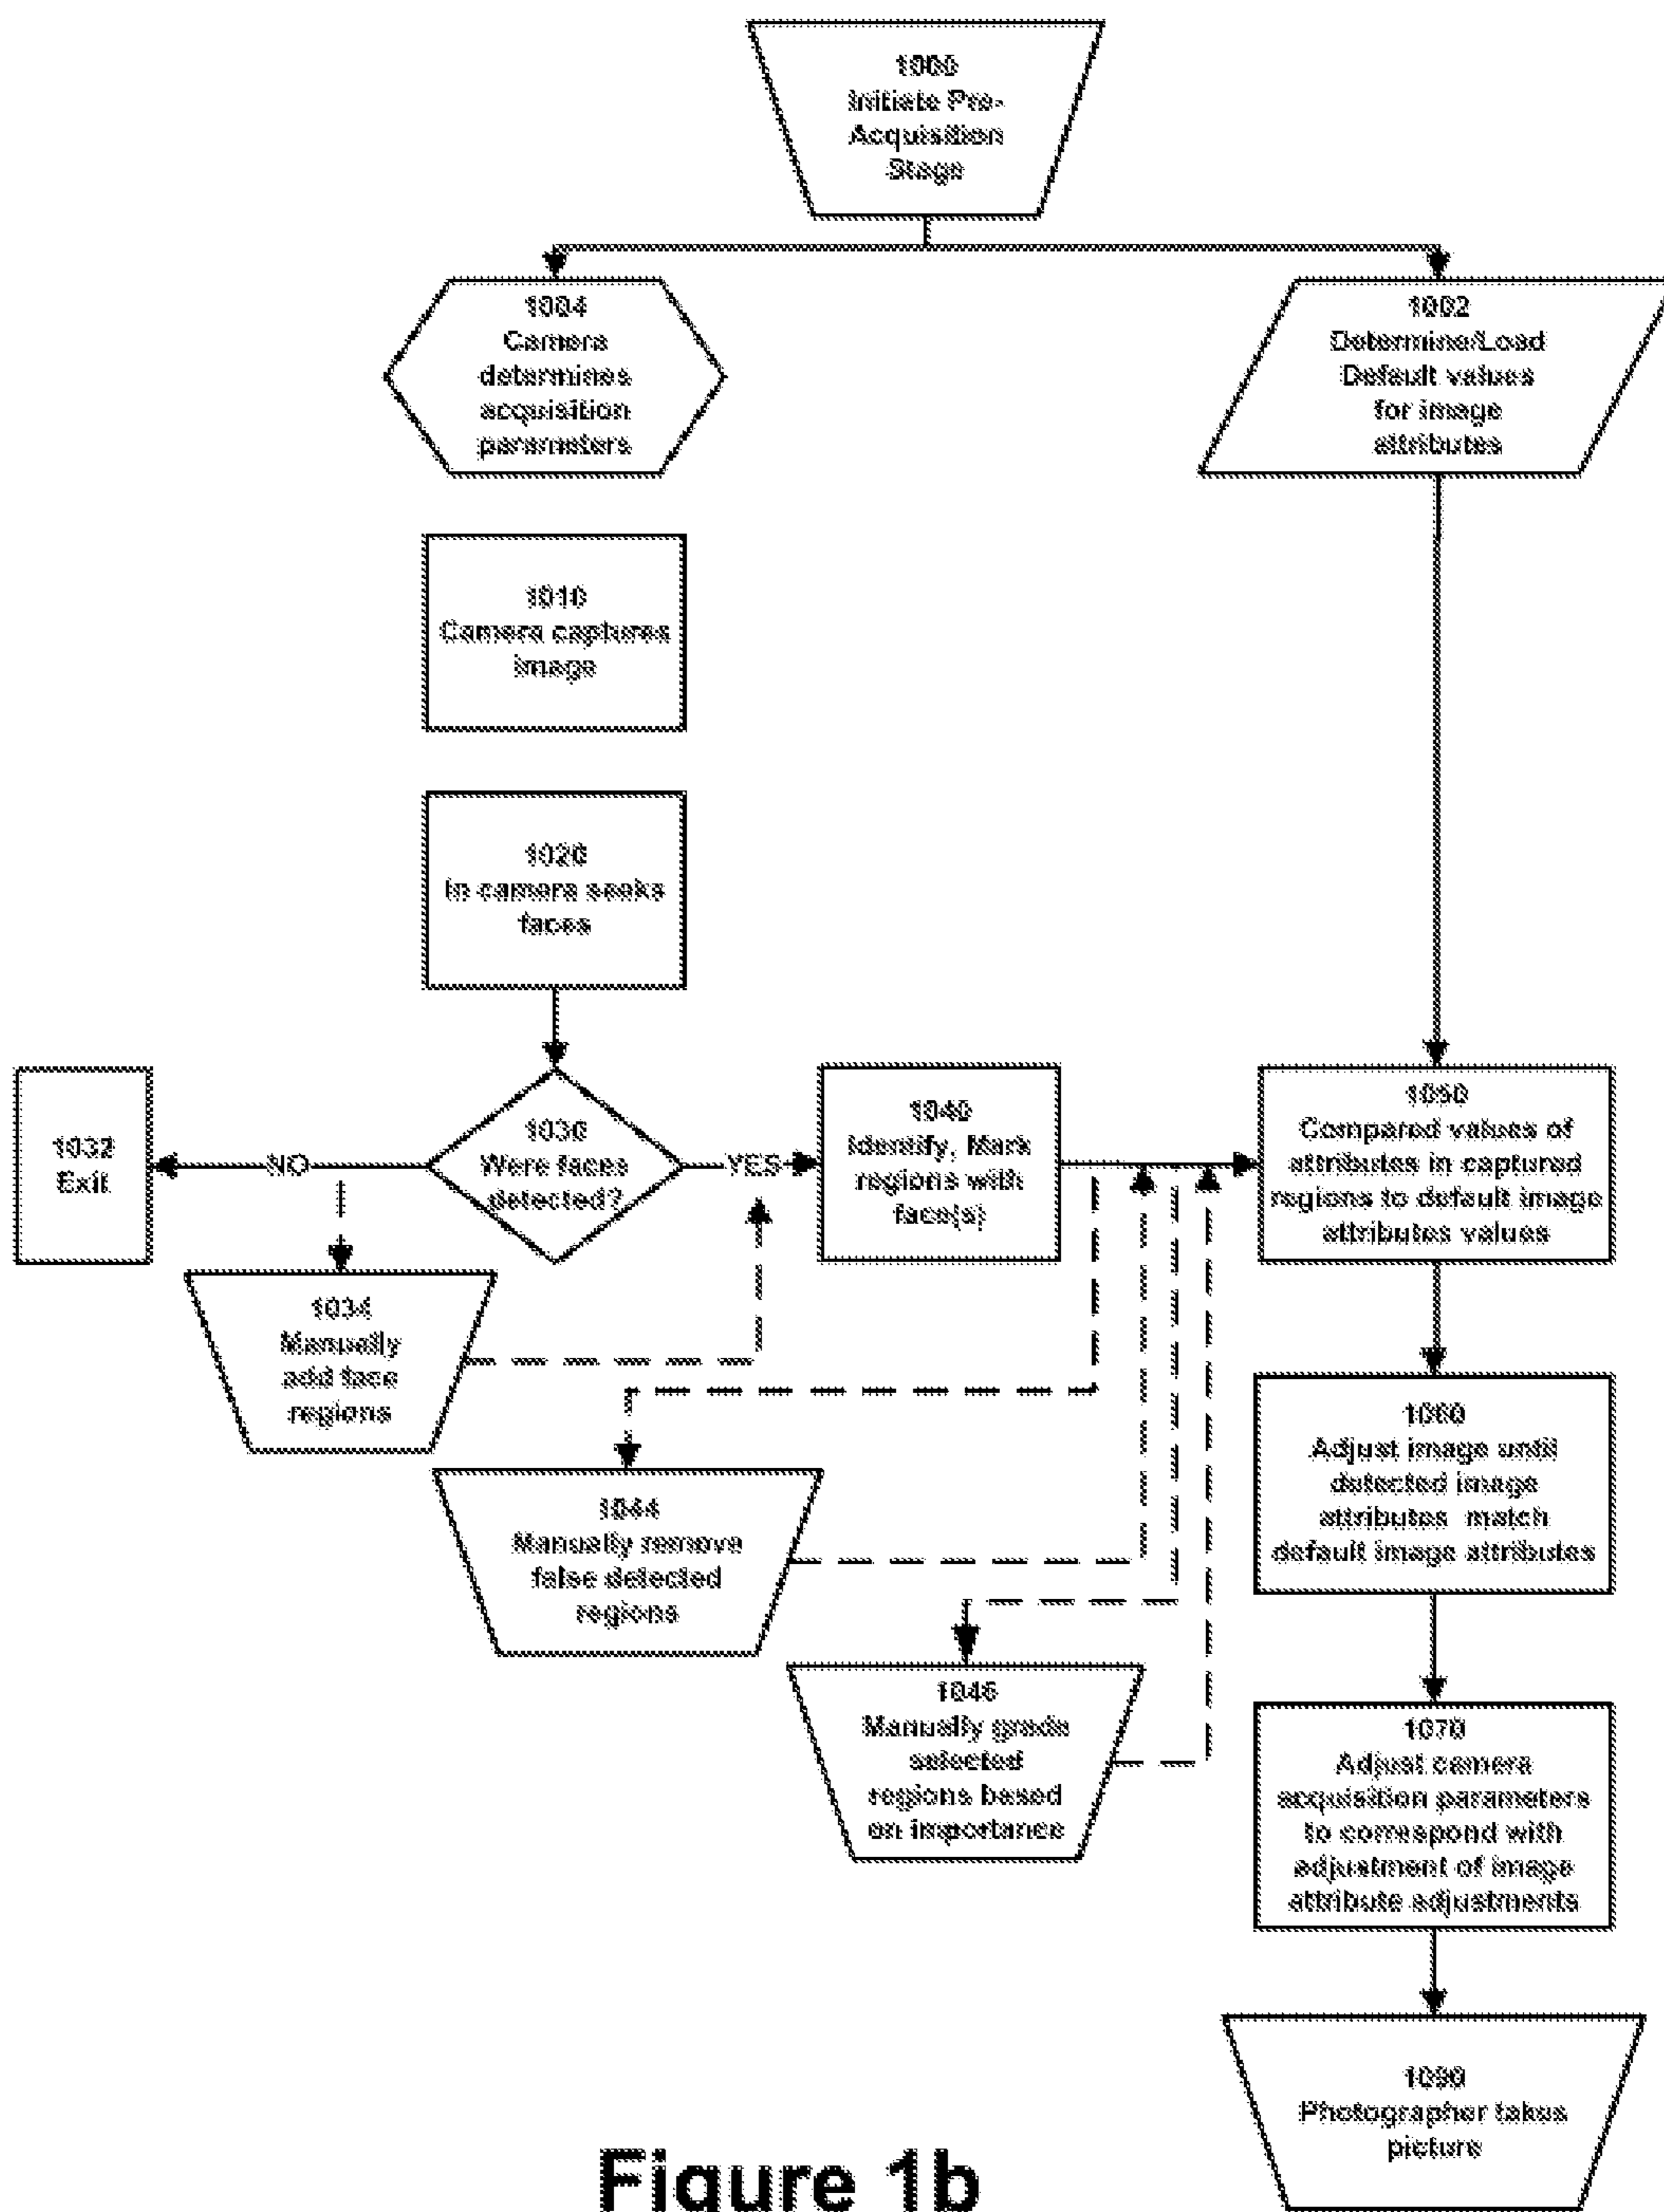 1000
Initiate Pre-
Acquisition
Stage
1004
Camera
determines
acquisition
parameters
1002
Determine/Load
Default values
for image
attributes
1010
Camera captures
image
1020
In camera seeks
faces
1032
Exit
NO
1030
Were faces
detected?
YES
1040
Identify, Mark
regions with
face(s)
1050
Compared values of
attributes in captured
regions to default image
attributes values
1034
Manually
add face
regions
1044
Manually remove
false detected
regions
1046
Manually grade
selected
regions based
on importance
1060
Adjust image until
detected image
attributes match
default image attributes
1070
Adjust camera
acquisition parameters
to correspond with
adjustment of image
attribute adjustments
1090
Photographer takes
picture
Figure 1b